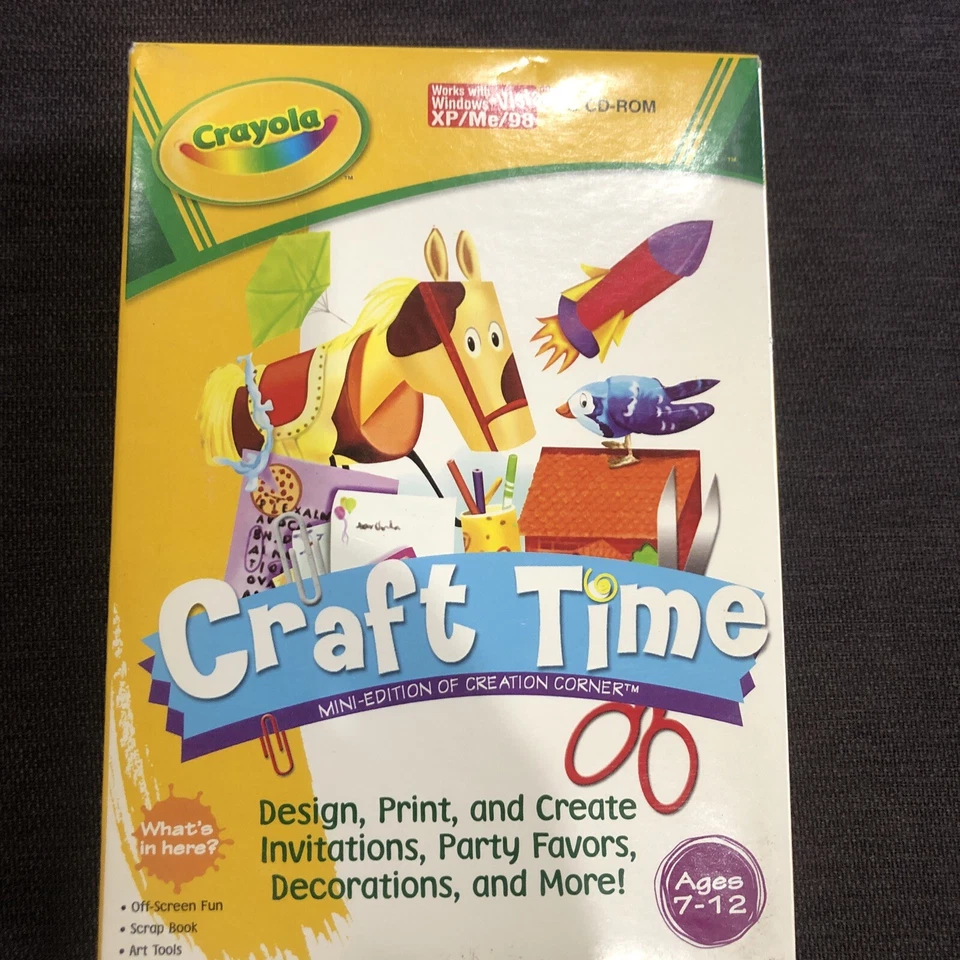 Crayola
TM
Works with
Windows
XP/Me/98
CD-ROM
Craft Time
MINI-EDITION OF CREATION CORNER™
Design, Print, and Create
Invitations, Party Favors,
Decorations, and More!
What's
in here?
Ages
7-12
• Off-Screen Fun
• Scrap Book
• Art Tools